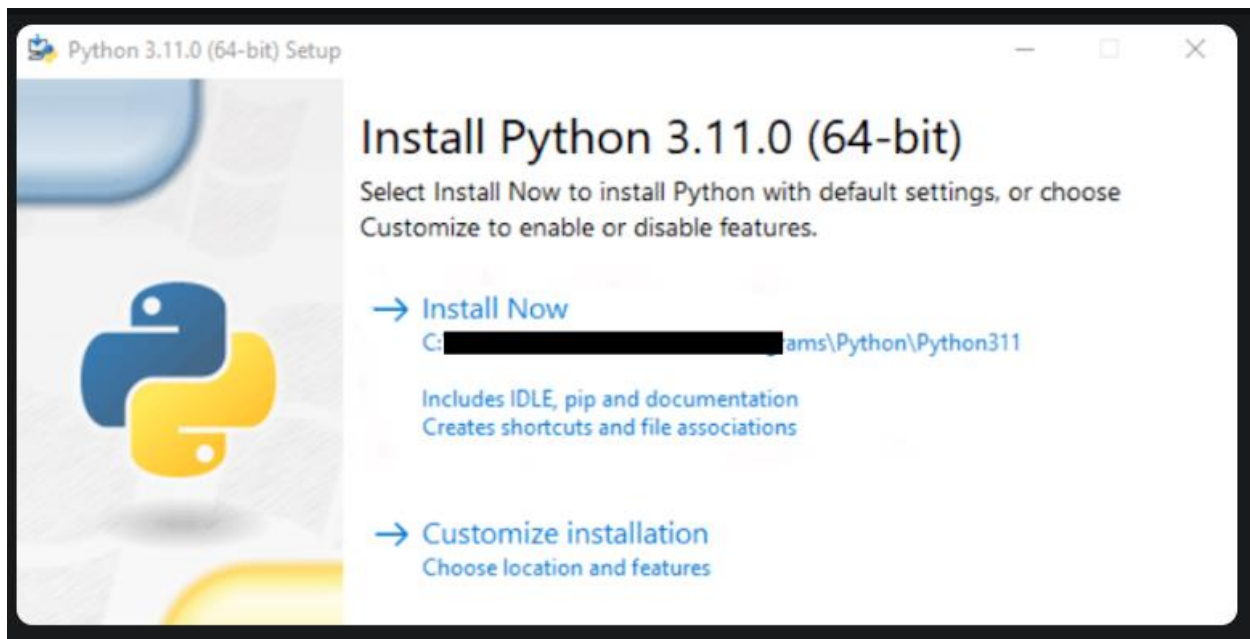 Python 3.11.0 (64-bit) Setup
Install Python 3.11.0 (64-bit)
Select Install Now to install Python with default settings, or choose
Customize to enable or disable features.
Install Now
C: ams\Python\Python311
Includes IDLE, pip and documentation
Creates shortcuts and file associations
Customize installation
Choose location and features